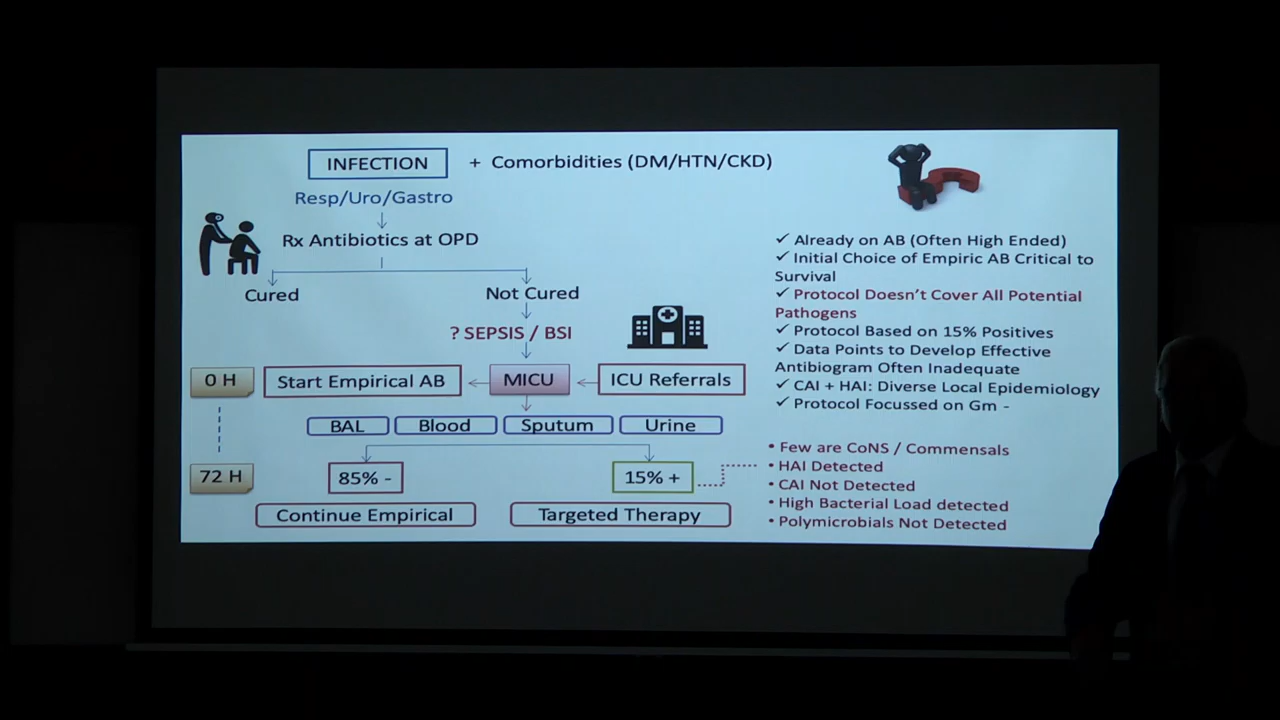 INFECTION + Comorbidities (DM/HTN/CKD)
Resp/Uro/Gastro
Rx Antibiotics at OPD
Cured
Not Cured
? SEPSIS / BSI
0 H
Start Empirical AB
MICU
ICU Referrals
BAL
Blood
Sputum
Urine
72 H
85% -
15% +
Continue Empirical
Targeted Therapy
✓ Already on AB (Often High Ended)
✓ Initial Choice of Empiric AB Critical to
Survival
✓ Protocol Doesn't Cover All Potential
Pathogens
✓ Protocol Based on 15% Positives
✓ Data Points to Develop Effective
Antibiogram Often Inadequate
✓ CAI + HAI: Diverse Local Epidemiology
✓ Protocol Focussed on Gm -
• Few are CoNS / Commensals
• HAI Detected
• CAI Not Detected
• High Bacterial Load detected
• Polymicrobials Not Detected